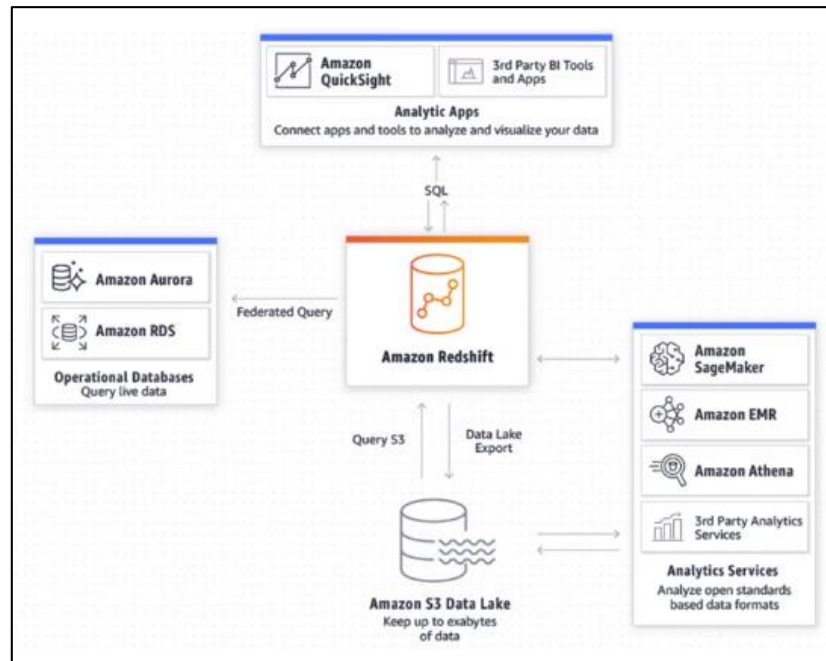 Amazon
QuickSight
3rd Party BI Tools
and Apps
Analytic Apps
Connect apps and tools to analyze and visualize your data
SQL
Amazon Aurora
Amazon RDS
Operational Databases
Query live data
Federated Query
Amazon Redshift
Query S3
Data Lake
Export
Amazon S3 Data Lake
Keep up to exabytes
of data
Amazon
SageMaker
Amazon EMR
Amazon Athena
3rd Party Analytics
Services
Analytics Services
Analyze open standards
based data formats